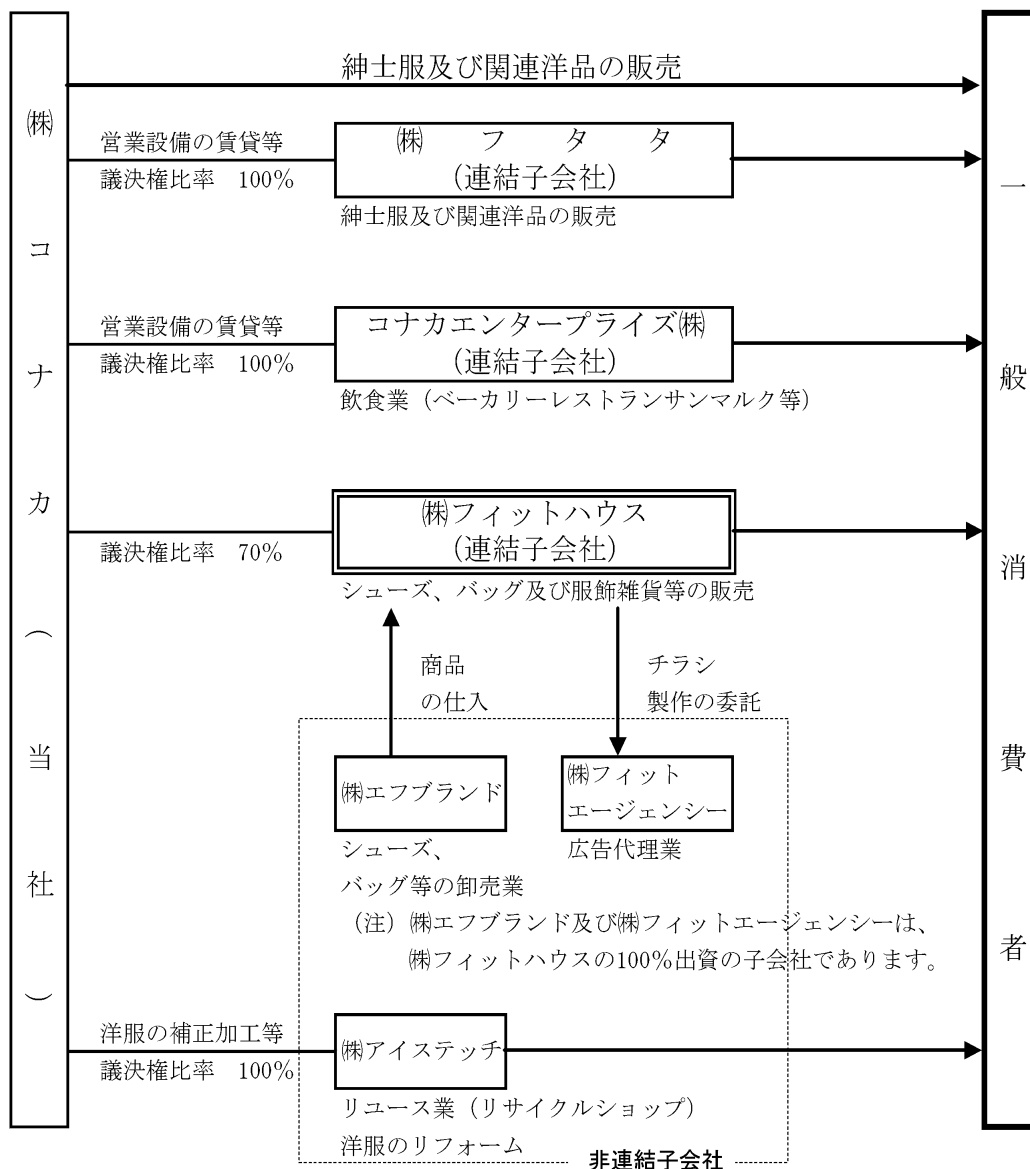 ㈱コナカ（当社）
紳士服及び関連洋品の販売
営業設備の賃貸等
議決権比率　100％
㈱　フ　タ　タ
（連結子会社）
紳士服及び関連洋品の販売
営業設備の賃貸等
議決権比率　100％
コナカエンタープライズ㈱
（連結子会社）
飲食業（ベーカリーレストランサンマルク等）
議決権比率　70％
㈱フィットハウス
（連結子会社）
シューズ、バッグ及び服飾雑貨等の販売
商品
の仕入
チラシ
製作の委託
㈱エフブランド
シューズ、
バッグ等の卸売業
㈱フィット
エージェンシー
広告代理業
（注）㈱エフブランド及び㈱フィットエージェンシーは、
㈱フィットハウスの100％出資の子会社であります。
洋服の補正加工等
議決権比率　100％
㈱アイステッチ
リユース業（リサイクルショップ）
洋服のリフォーム
非連結子会社
一般消費者